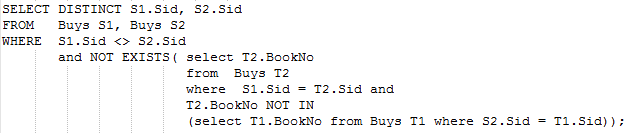 SELECT DISTINCT S1.Sid, S2.Sid
FROM   Buys S1, Buys S2
WHERE  S1.Sid <> S2.Sid
       and NOT EXISTS( select T2.BookNo
                       from  Buys T2
                       where  S1.Sid = T2.Sid and
                       T2.BookNo NOT IN
                       (select T1.BookNo from Buys T1 where S2.Sid = T1.Sid));